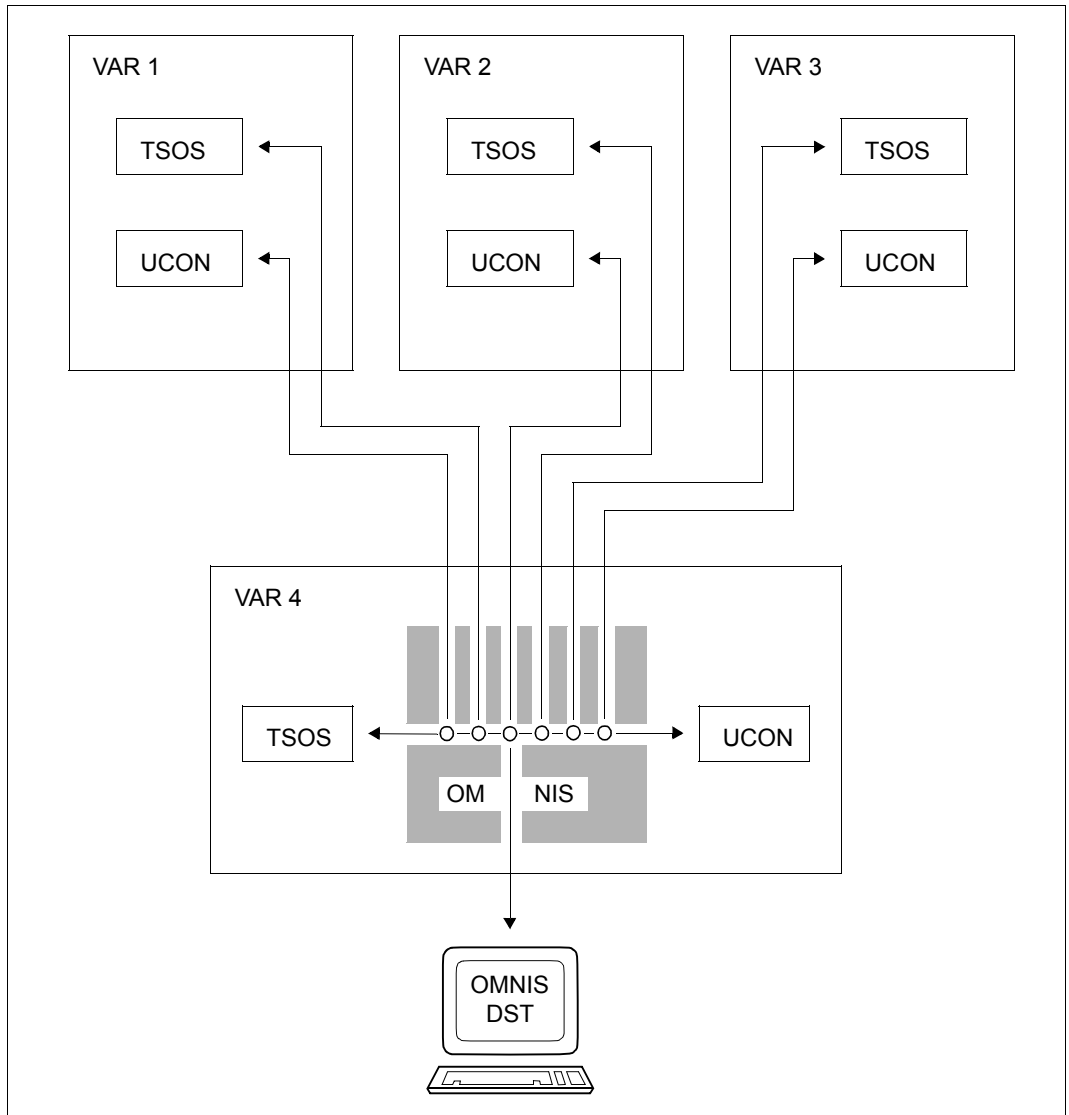 VAR 1
VAR 2
VAR 3
TSOS
TSOS
TSOS
UCON
UCON
UCON
VAR 4
TSOS
UCON
OM NIS
OMNIS
DST